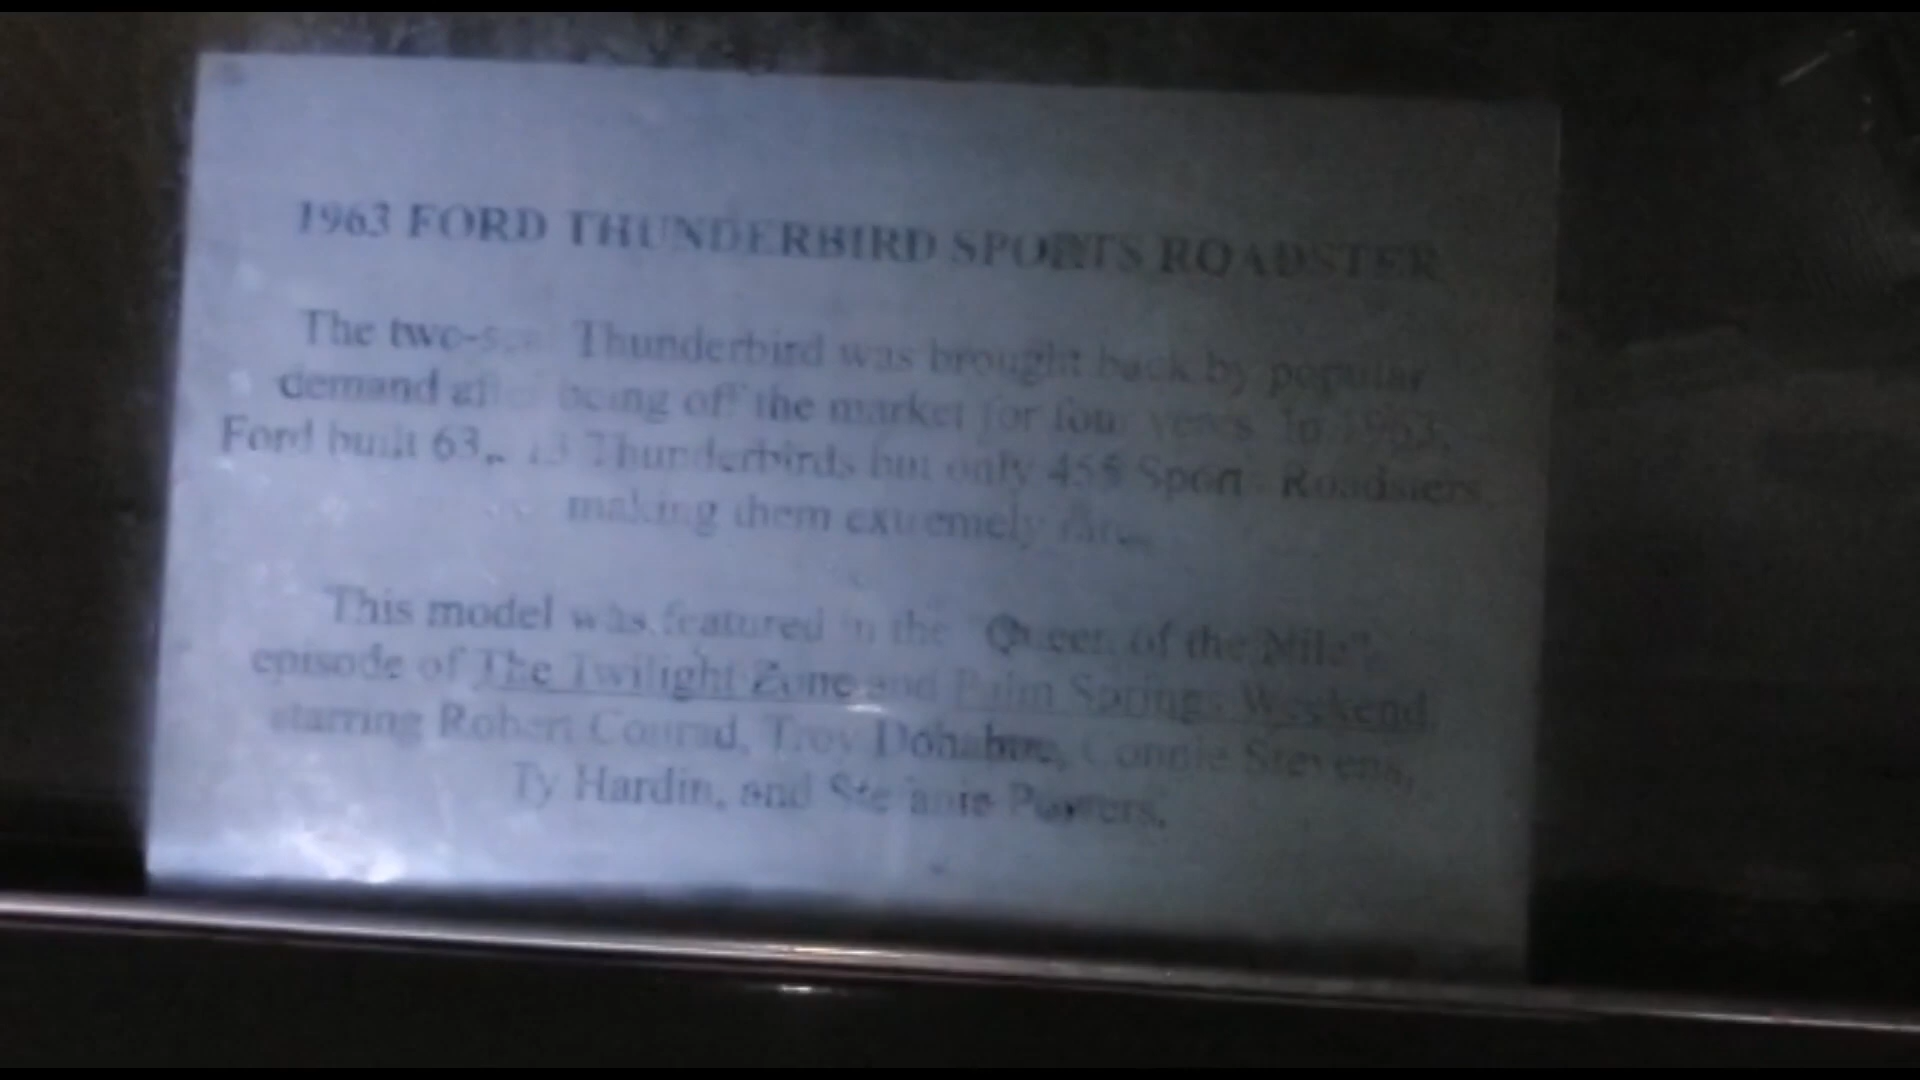 1963 FORD THUNDERBIRD SPORTS ROADSTER
The Thunderbird was brought back by popular
demand being off the market for four years. In 1963,
Ford built Thunderbirds but only 455 Sport Roadsters,
making them extremely rare.
This model was featured in the "Queen of the Nile"
episode of The Twilight Zone and Palm Springs Weekend,
starring Robert Conrad, Troy Donahue, Connie Stevens,
Ty Hardin, and Stefanie Powers.